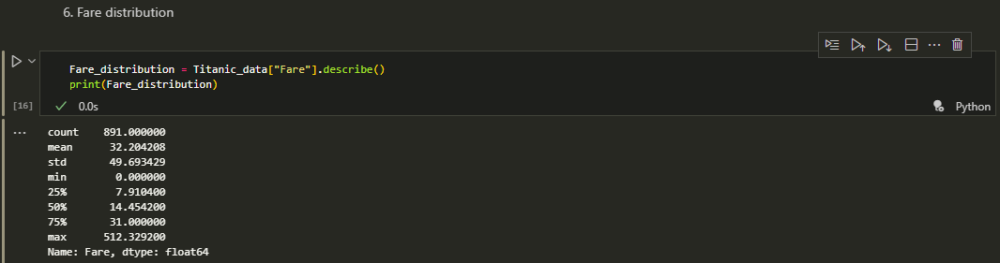 6. Fare distribution
Fare_distribution = Titanic_data["Fare"].describe()
print(Fare_distribution)
[16]
0.0s
Python
...
count    891.000000
mean      32.204208
std       49.693429
min        0.000000
25%        7.910400
50%       14.454200
75%       31.000000
max      512.329200
Name: Fare, dtype: float64